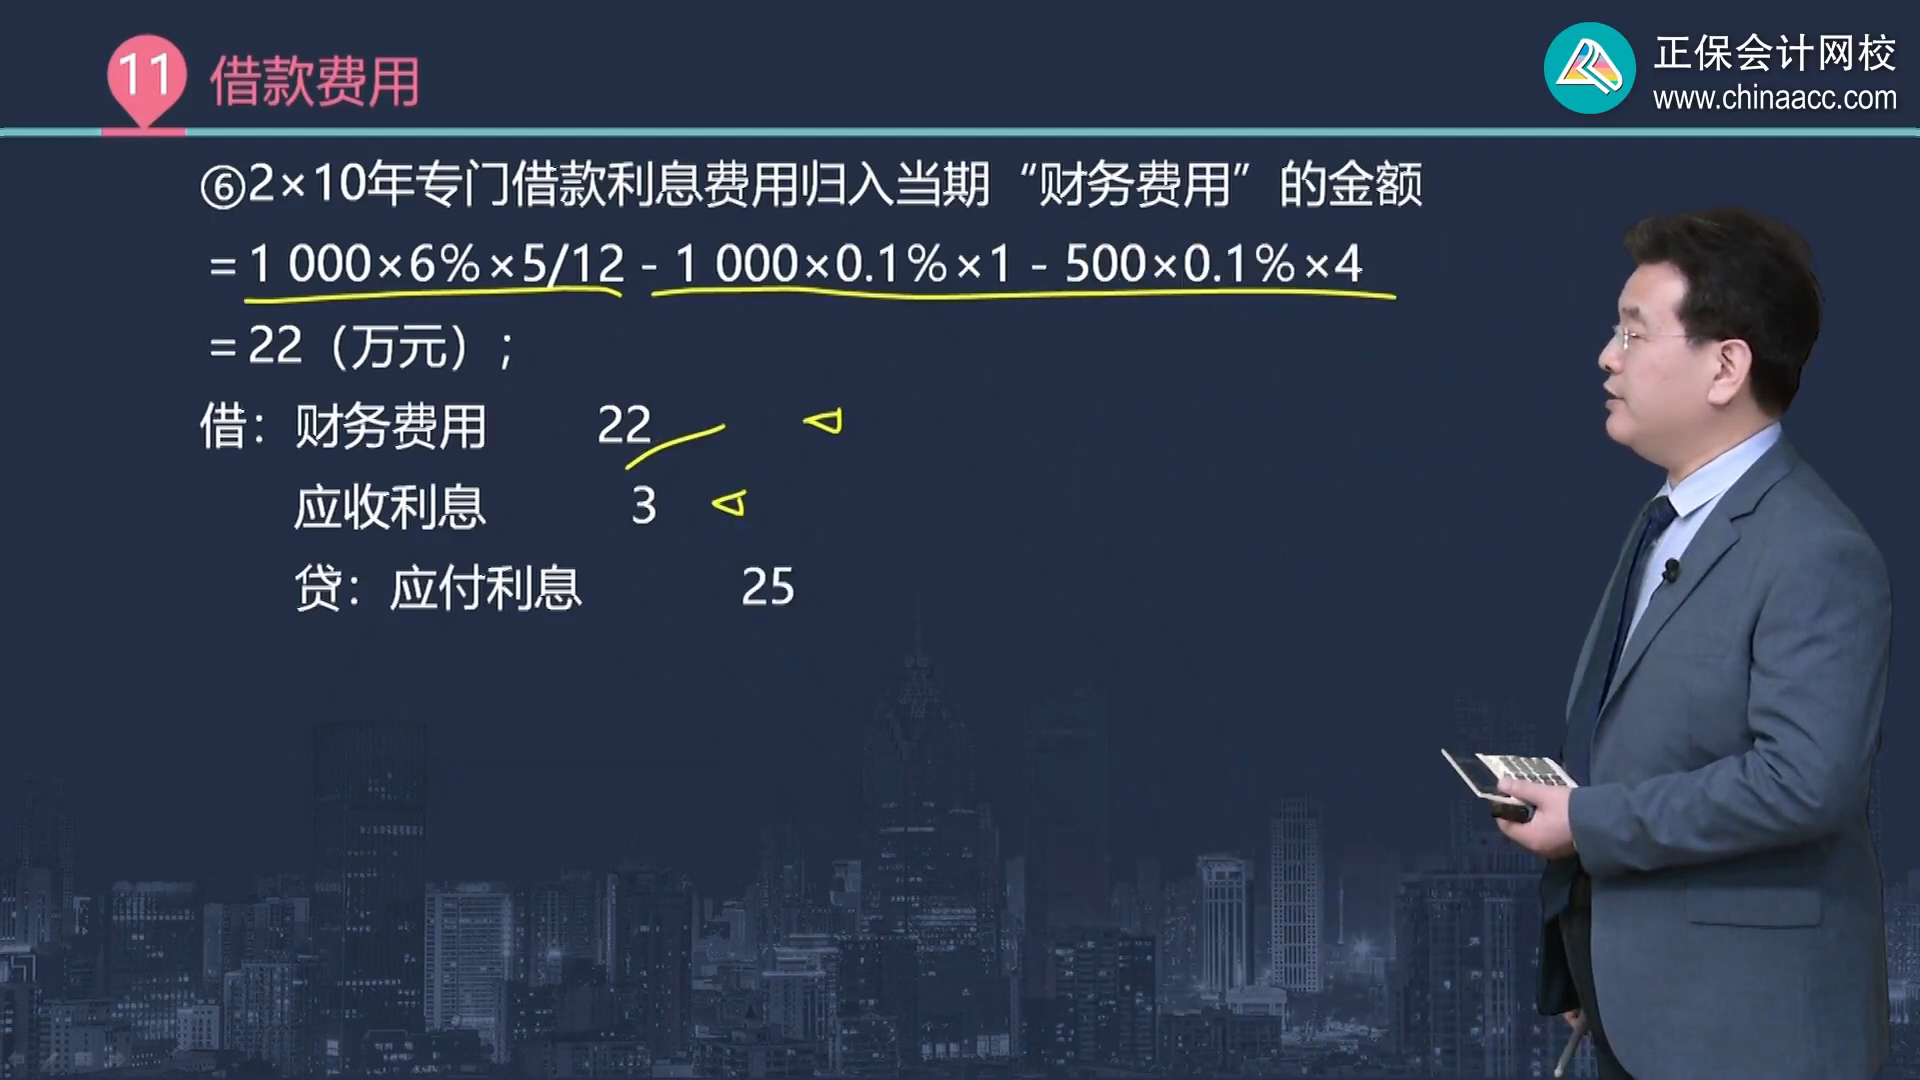 11 借款费用
正保会计网校
www.chinaacc.com
⑥2×10年专门借款利息费用归入当期“财务费用”的金额
=1 000×6%×5/12-1 000×0.1%×1-500×0.1%×4
=22（万元）；
借：财务费用 22
应收利息 3
贷：应付利息 25